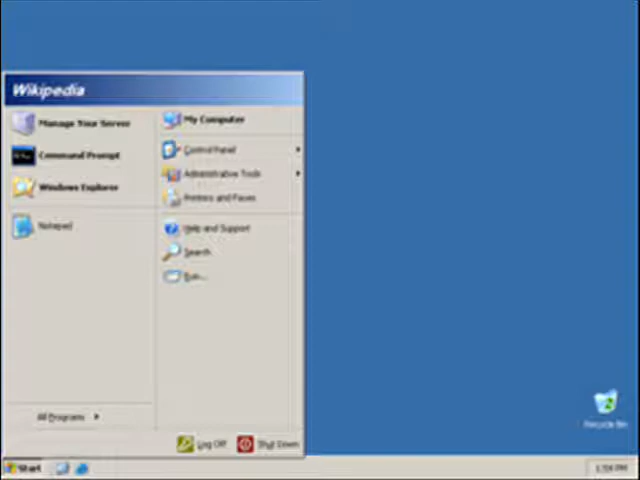 Wikipedia
Manage Your Server
Command Prompt
Windows Explorer
Notepad
All Programs
My Computer
Control Panel
Administrative Tools
Printers and Faxes
Help and Support
Search
Run...
Log Off
Shut Down
Recycle Bin
Start